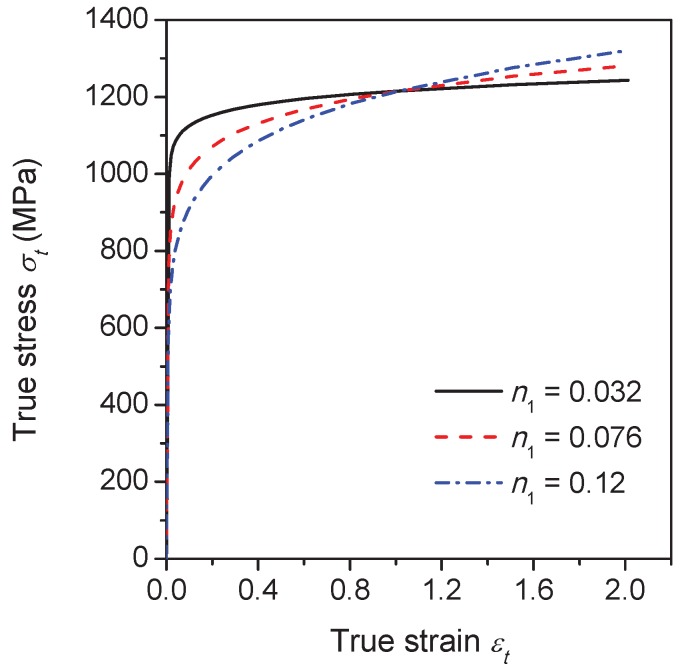 True stress σt (MPa)
1400
1200
1000
800
600
400
200
0
n1 = 0.032
n1 = 0.076
n1 = 0.12
0.0 0.4 0.8 1.2 1.6 2.0
True strain εt